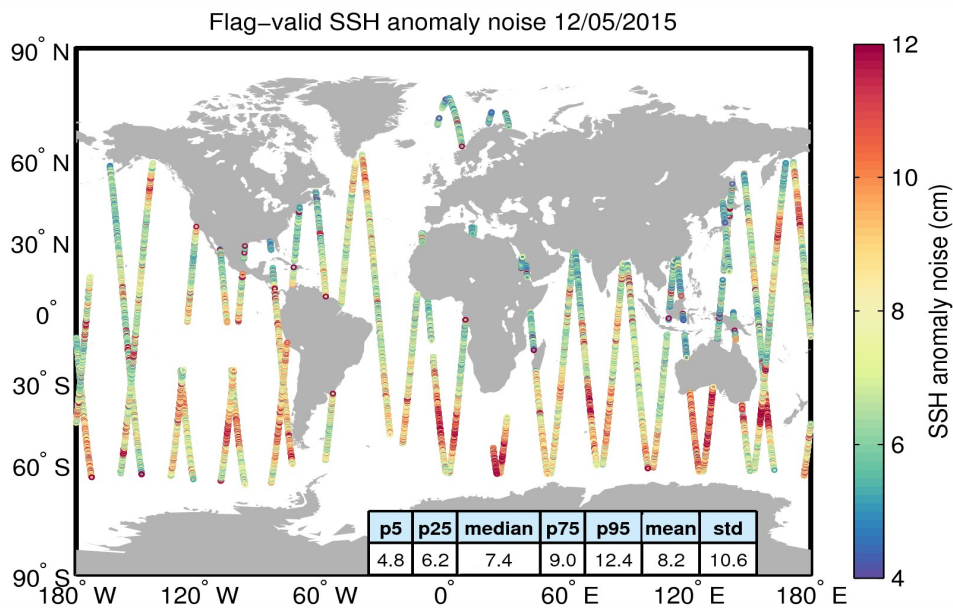 Flag−valid SSH anomaly noise 12/05/2015
90° N
60° N
30° N
0°
30° S
60° S
90° S
180° W
120° W
60° W
0°
60° E
120° E
180° E
p5 p25 median p75 p95 mean std
4.8 6.2 7.4 9.0 12.4 8.2 10.6
12
10
8
6
4
SSH anomaly noise (cm)